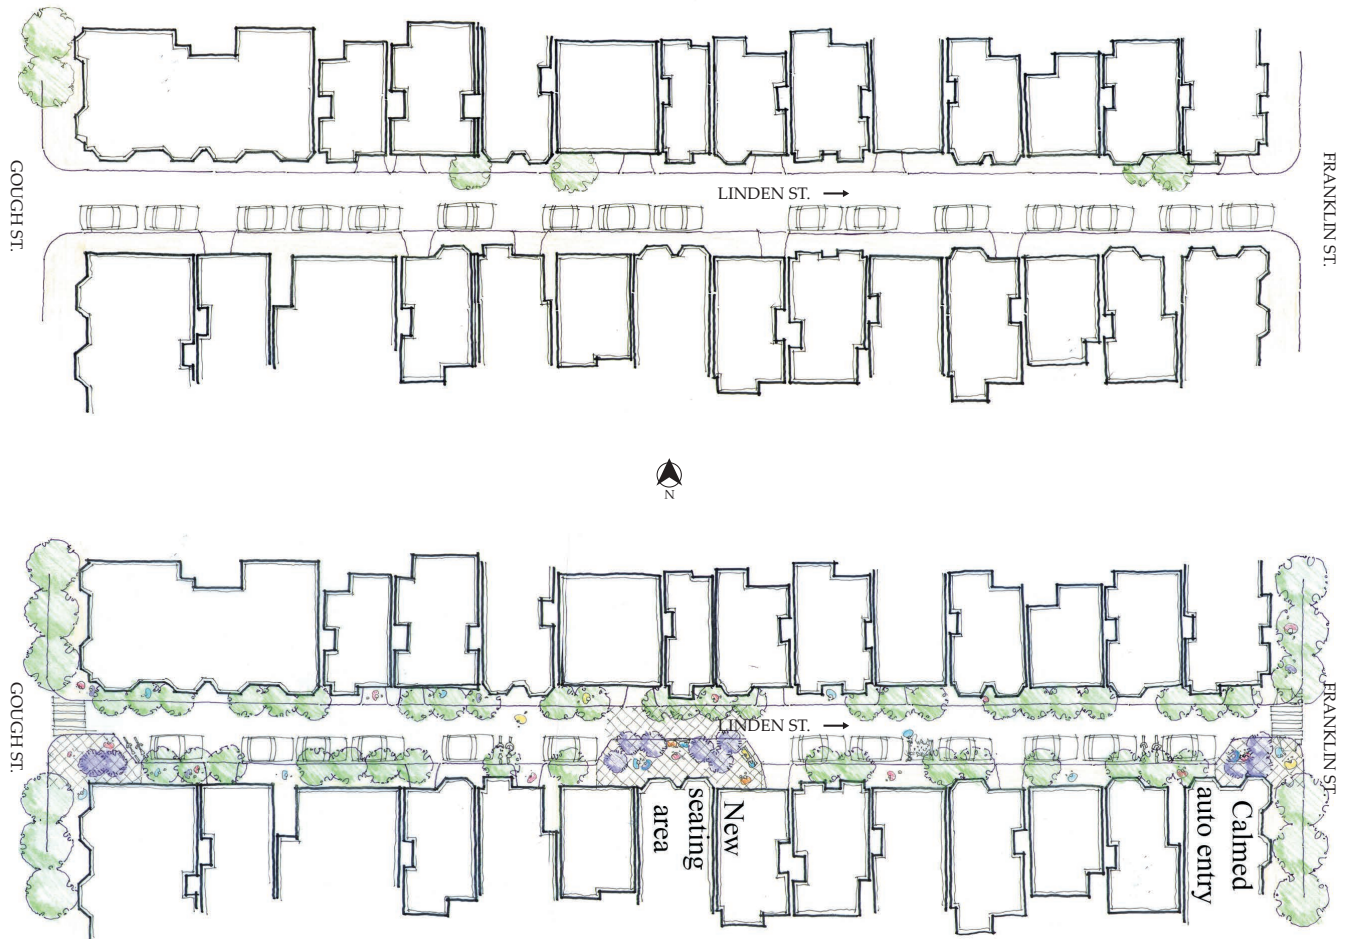 GOUGH ST.
LINDEN ST.
FRANKLIN ST.
N
GOUGH ST.
LINDEN ST.
FRANKLIN ST.
New
seating
area
Calmed
auto entry